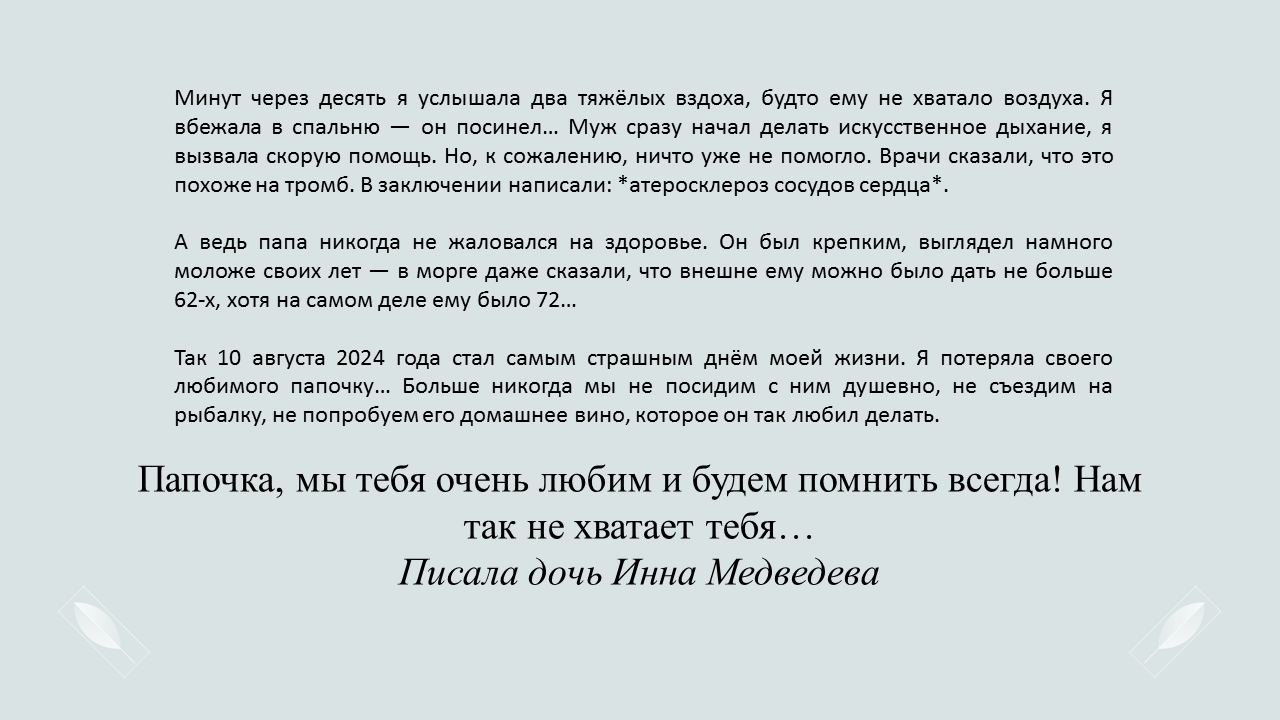 Минут через десять я услышала два тяжёлых вздоха, будто ему не хватало воздуха. Я
вбежала в спальню — он посинел… Муж сразу начал делать искусственное дыхание, я
вызвала скорую помощь. Но, к сожалению, ничто уже не помогло. Врачи сказали, что это
похоже на тромб. В заключении написали: *атеросклероз сосудов сердца*.
А ведь папа никогда не жаловался на здоровье. Он был крепким, выглядел намного
моложе своих лет — в морге даже сказали, что внешне ему можно было дать не больше
62-х, хотя на самом деле ему было 72…
Так 10 августа 2024 года стал самым страшным днём моей жизни. Я потеряла своего
любимого папочку… Больше никогда мы не посидим с ним душевно, не съездим на
рыбалку, не попробуем его домашнее вино, которое он так любил делать.
Папочка, мы тебя очень любим и будем помнить всегда! Нам
так не хватает тебя…
Писала дочь Инна Медведева